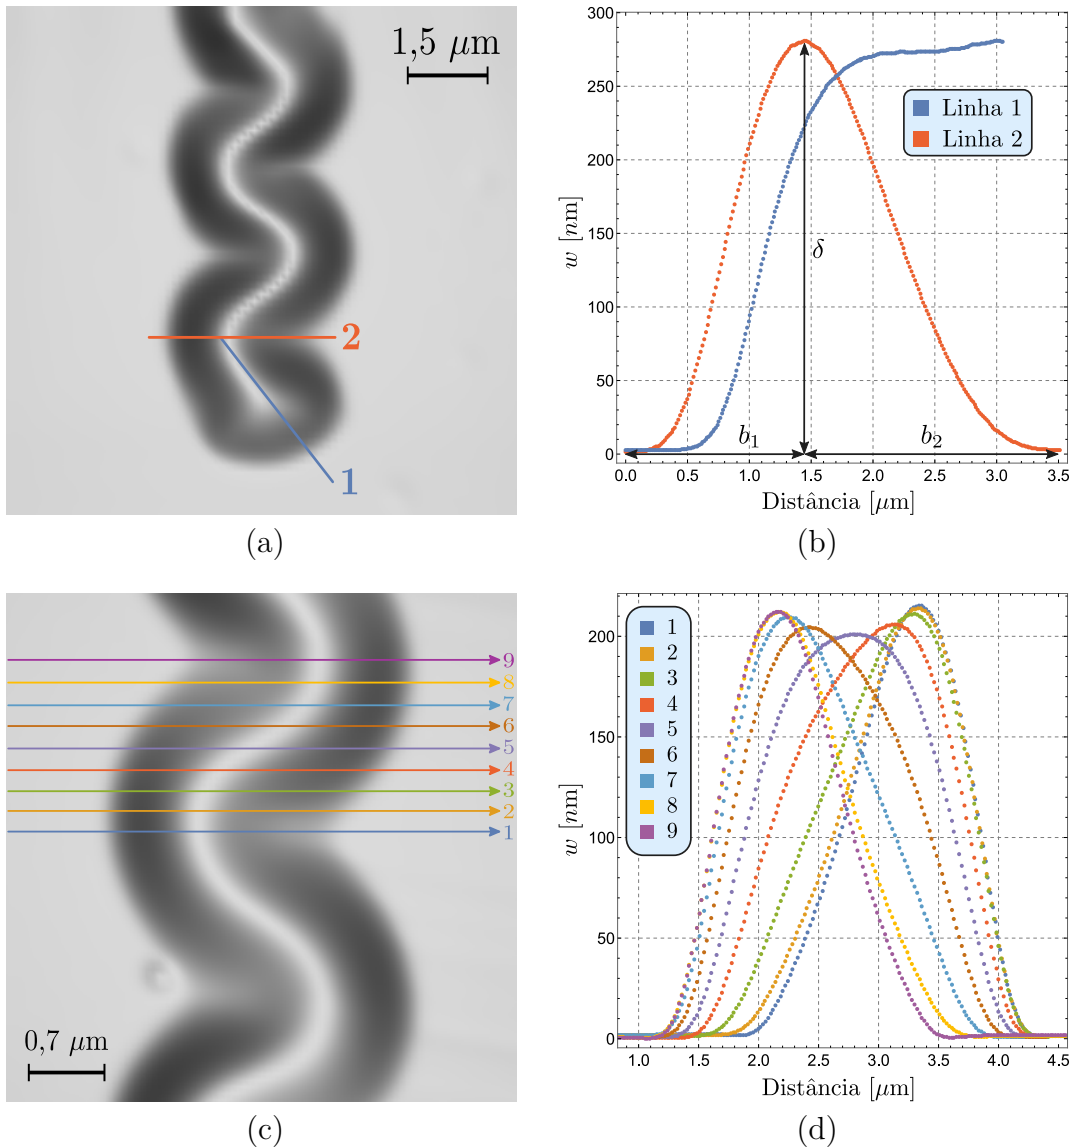 1,5 μm
2
1
(a)
300
250
200
150
100
50
0
w [nm]
Linha 1
Linha 2
δ
b₁
b₂
0.0 0.5 1.0 1.5 2.0 2.5 3.0 3.5
Distância [μm]
(b)
9
8
7
6
5
4
3
2
1
0,7 μm
(c)
200
150
100
50
0
w [nm]
1
2
3
4
5
6
7
8
9
1.0 1.5 2.0 2.5 3.0 3.5 4.0 4.5
Distância [μm]
(d)